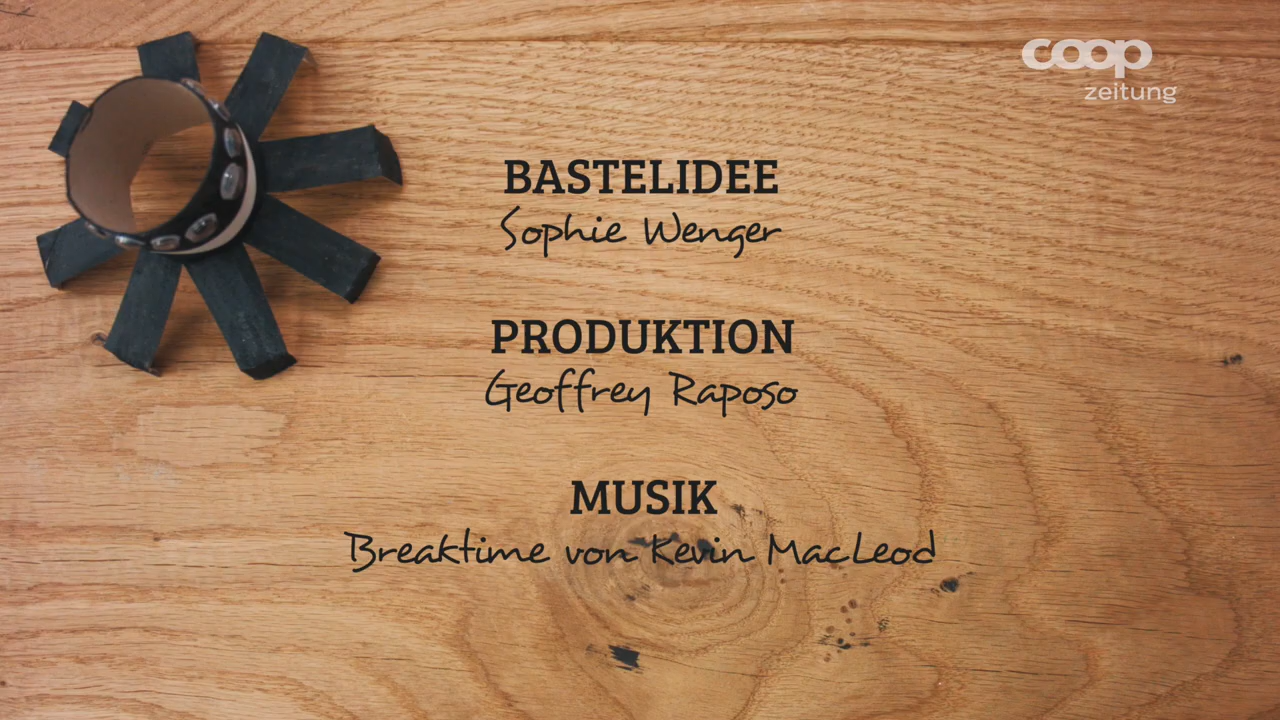 coop
zeitung
BASTELIDEE
Sophie Wenger
PRODUKTION
Geoffrey Raposo
MUSIK
Breaktime von Kevin MacLeod